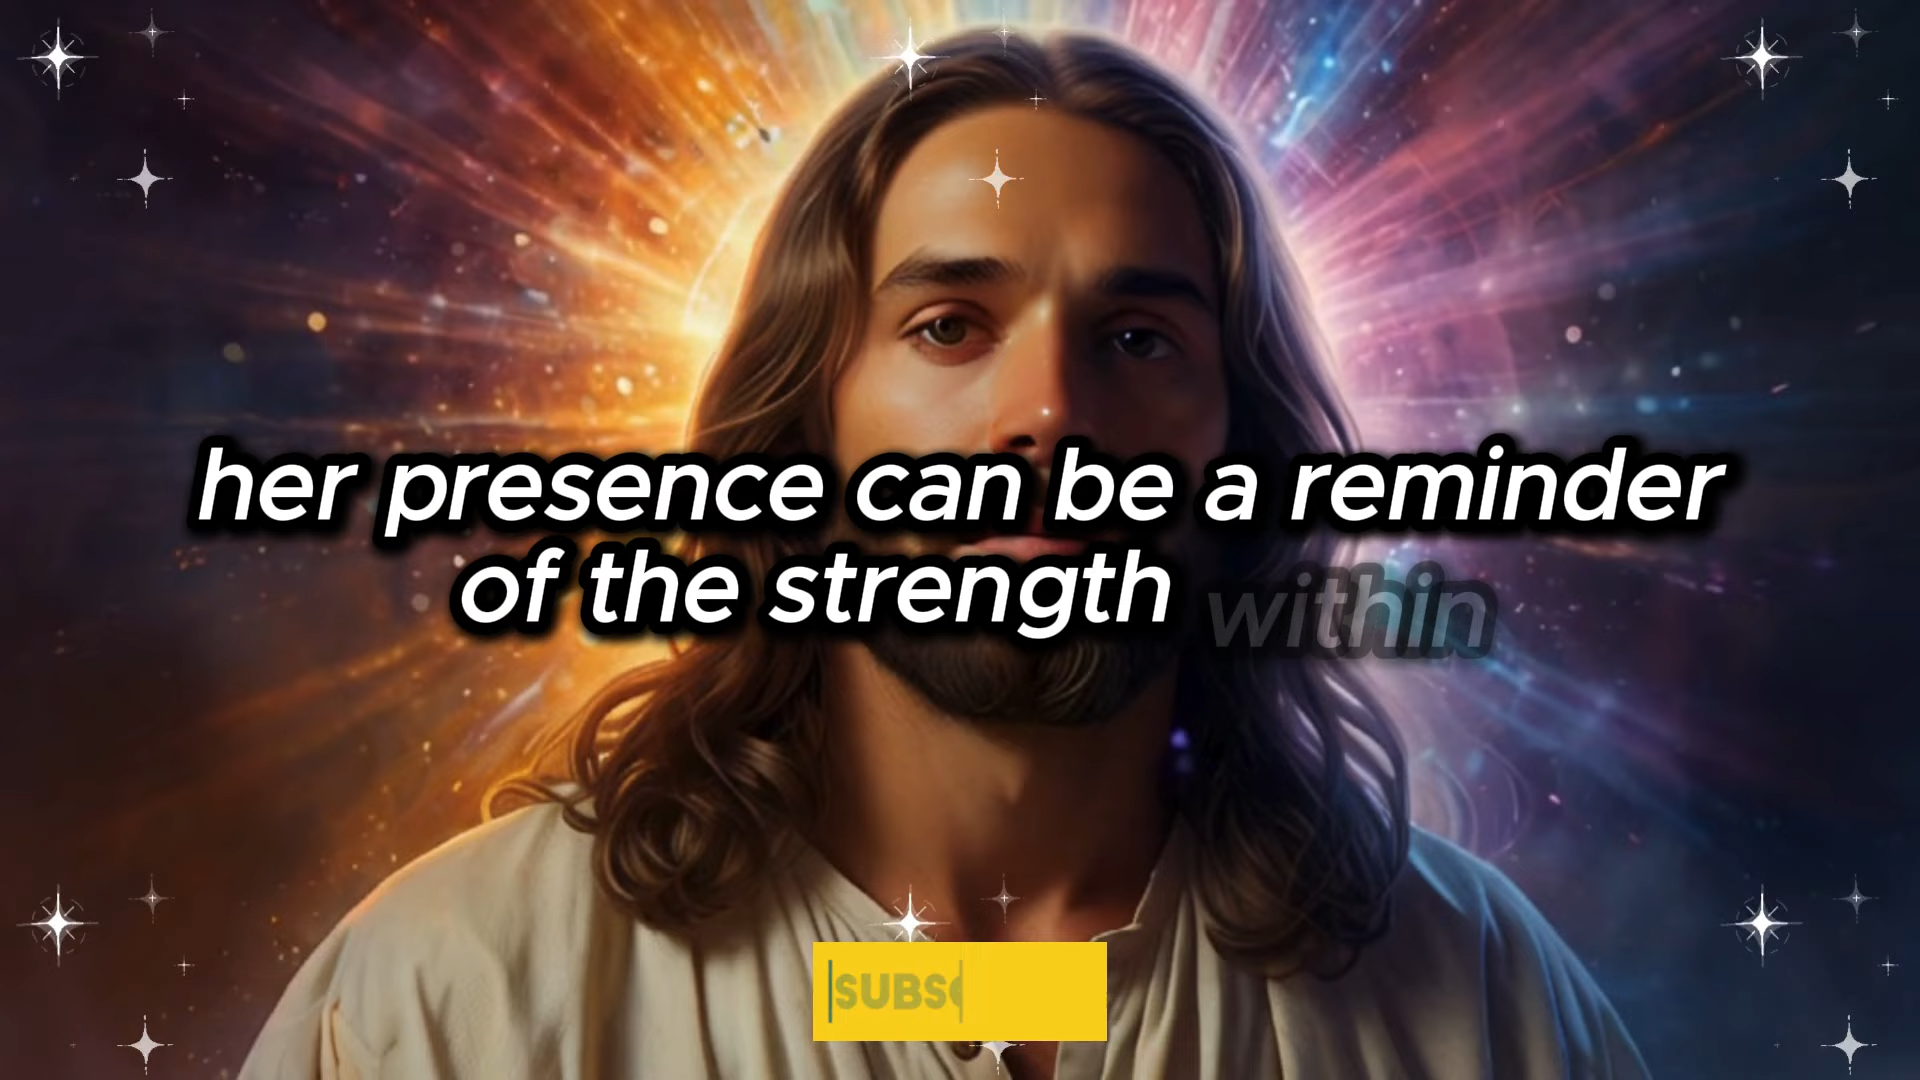 her presence can be a reminder
of the strength within
SUBS